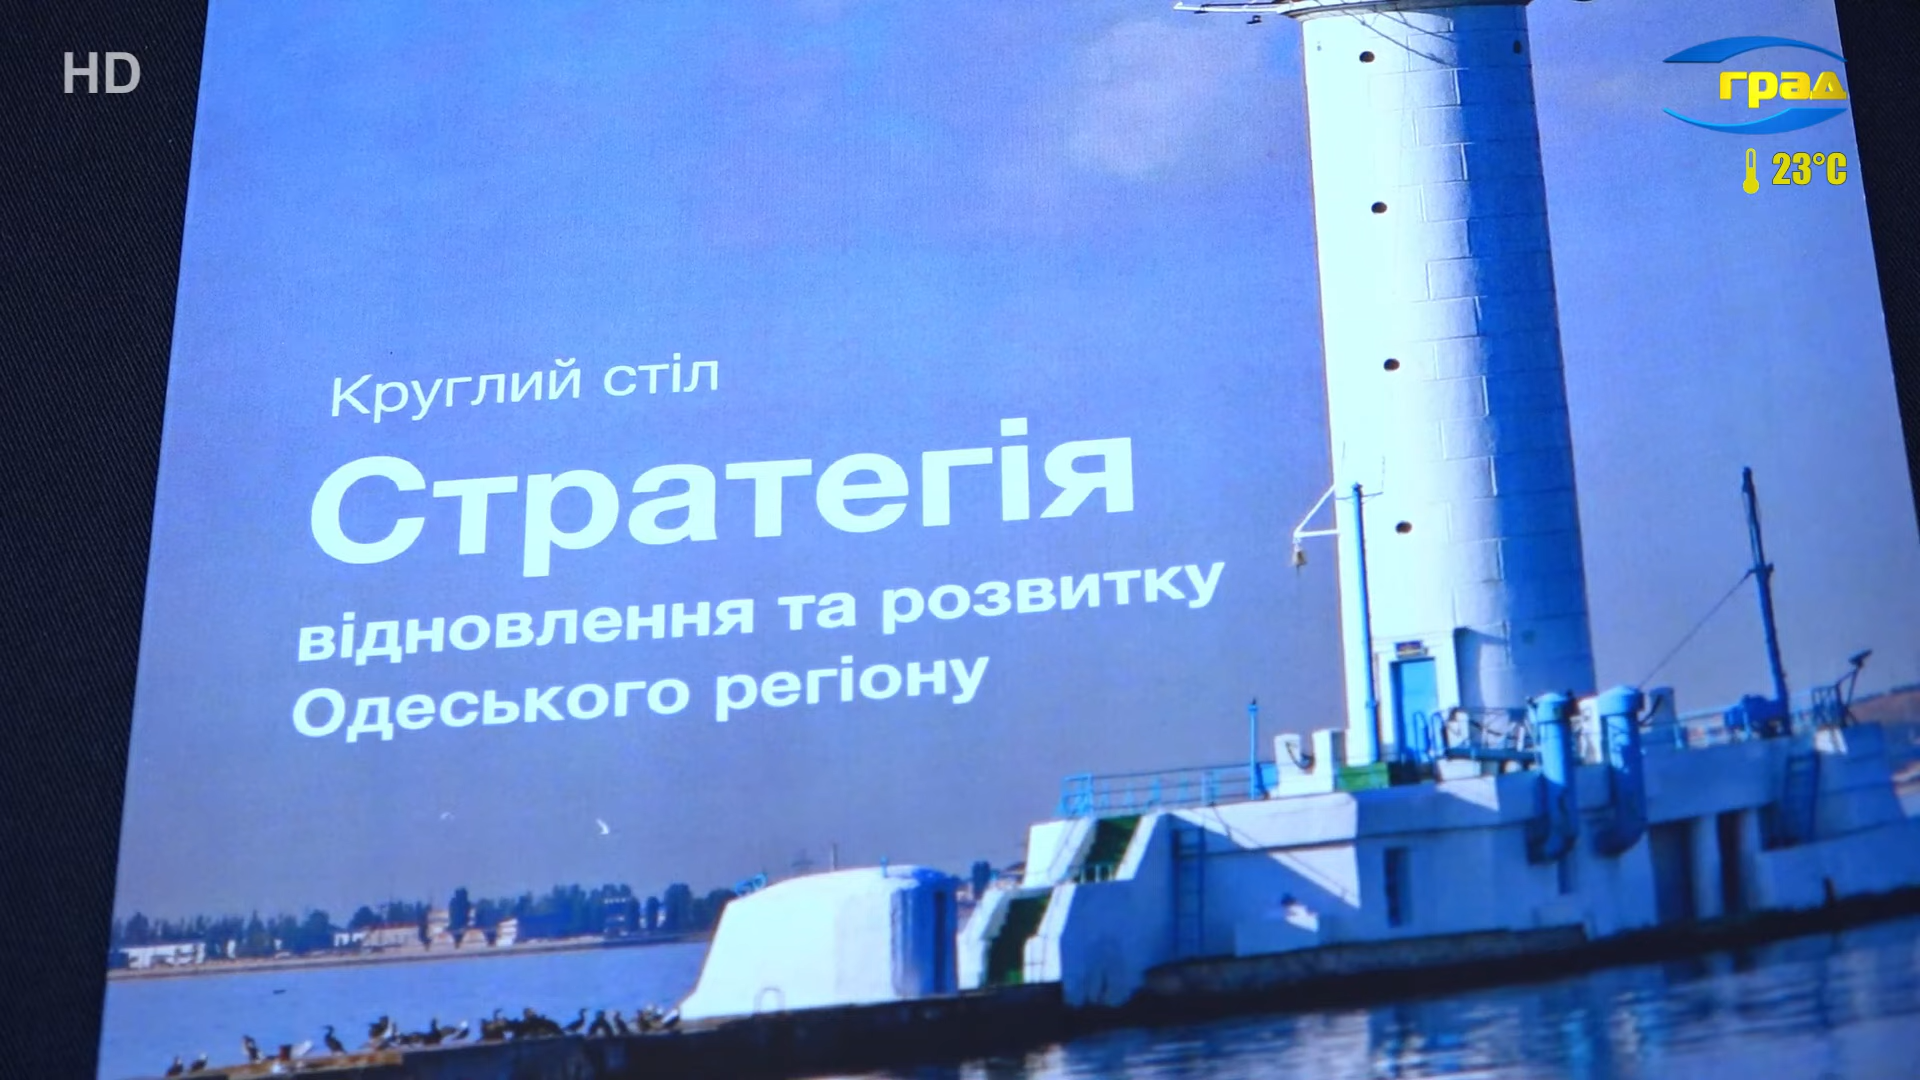 HD
град
23°C
Круглий стіл
Стратегія
відновлення та розвитку
Одеського регіону